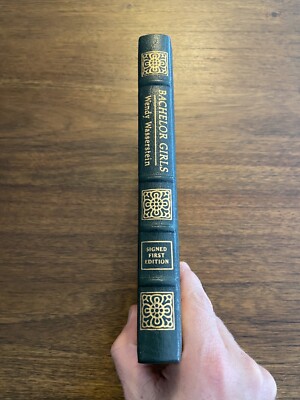 BACHELOR GIRLS
Wendy Wasserstein
SIGNED
FIRST
EDITION